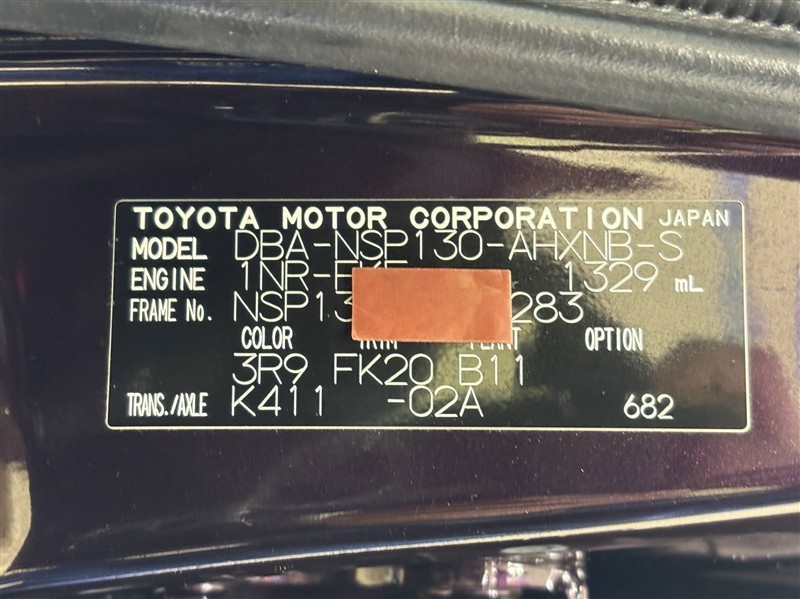 TOYOTA MOTOR CORPORATION JAPAN
MODEL DBA-NSP130-AHXNB-S
ENGINE 1NR- 1329 mL
FRAME No. NSP13 283
COLOR OPTION
3R9 FK20 B11
TRANS./AXLE K411 -02A 682